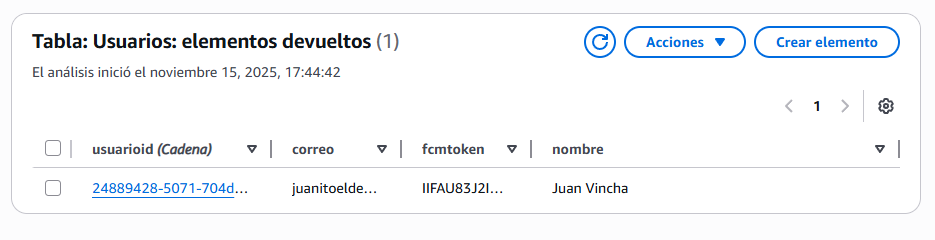 Tabla: Usuarios: elementos devueltos (1)
Acciones
Crear elemento
El análisis inició el noviembre 15, 2025, 17:44:42
1
usuarioid (Cadena) correo fcmtoken nombre
24889428-5071-704d... juanitoelde... IIFAU83J2I... Juan Vincha